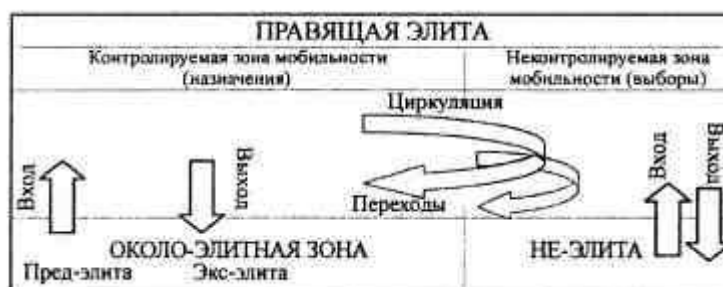 ПРАВЯЩАЯ ЭЛИТА
Контролируемая зона мобильности
(назначения)
Неконтролируемая зона
мобильности (выборы)
Циркуляция
Вход
Выход
Вход
Выход
Переходы
ОКОЛО-ЭЛИТНАЯ ЗОНА
НЕ-ЭЛИТА
Пред-элита
Экс-элита